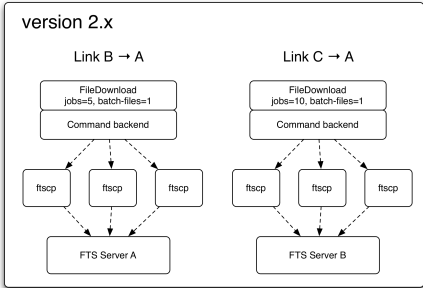 version 2.x
Link B → A
FileDownload
jobs=5, batch-files=1
Command backend
ftscp
ftscp
ftscp
FTS Server A
Link C → A
FileDownload
jobs=10, batch-files=1
Command backend
ftscp
ftscp
ftscp
FTS Server B